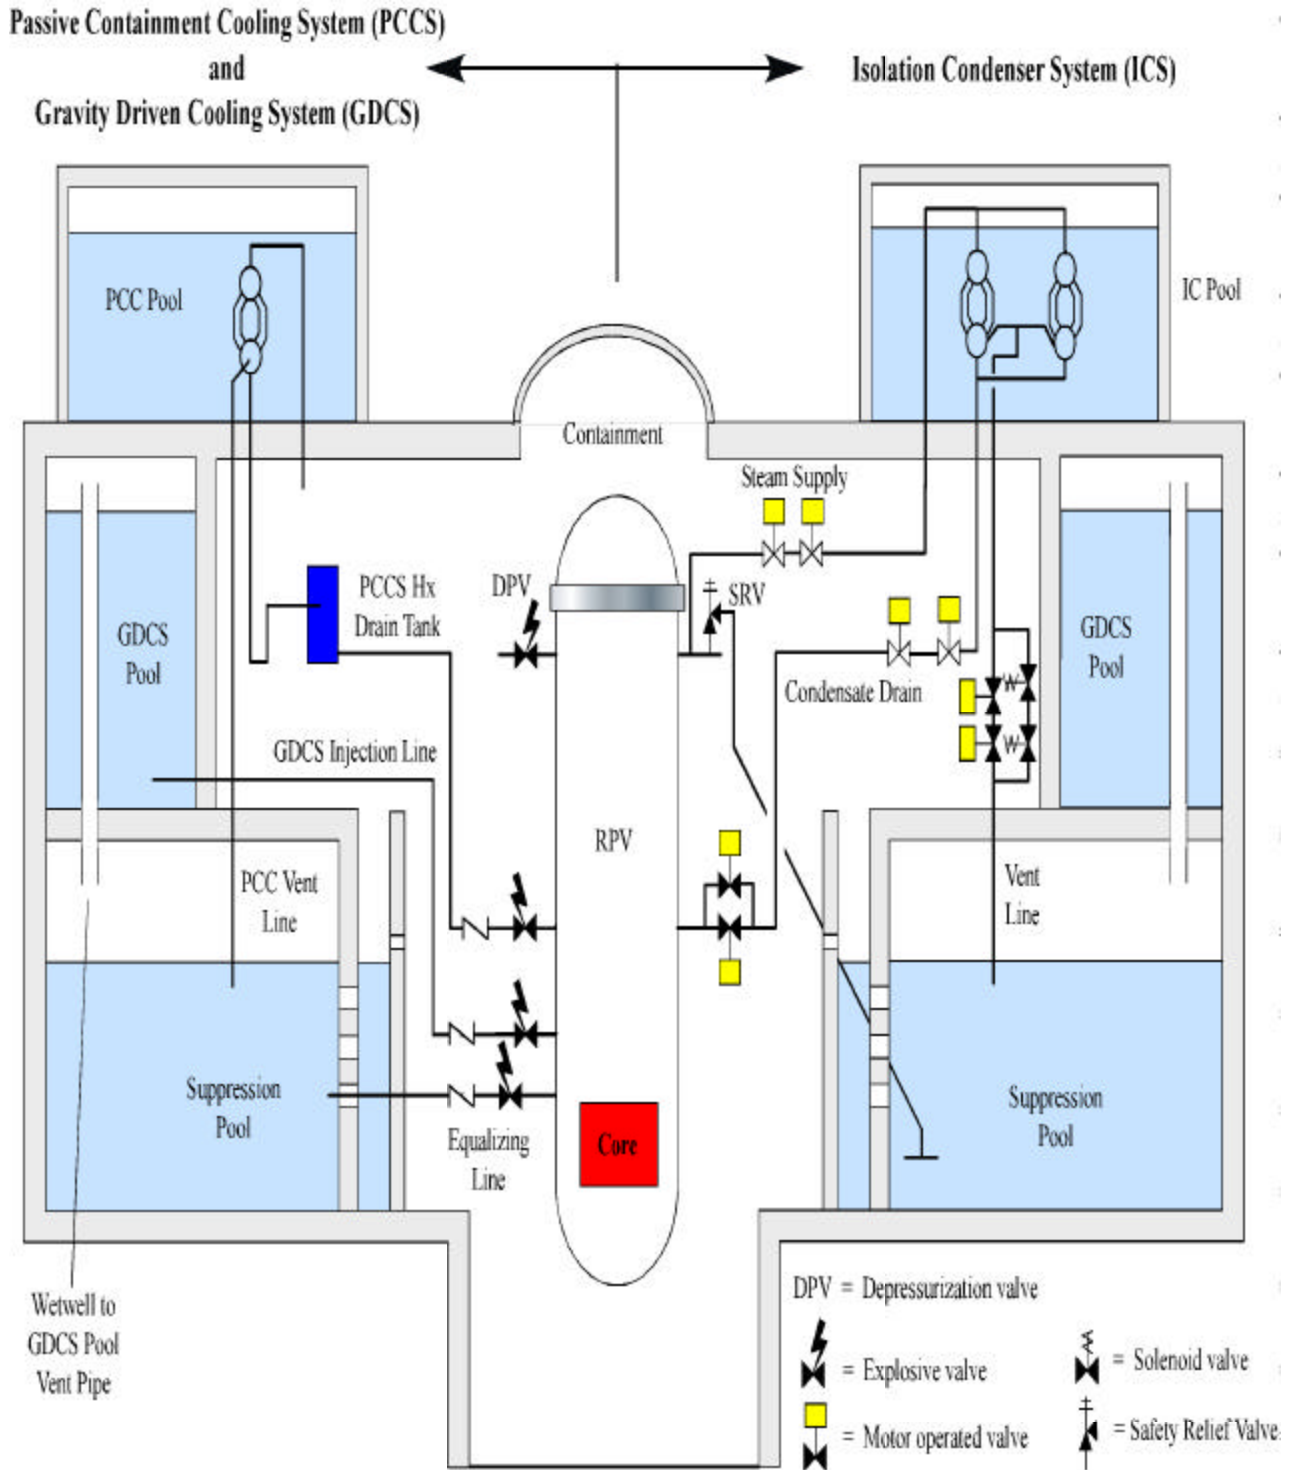 Passive Containment Cooling System (PCCS)
and
Gravity Driven Cooling System (GDCS)
Isolation Condenser System (ICS)
PCC Pool
IC Pool
Containment
Steam Supply
DPV
SRV
PCCS Hx
Drain Tank
GDCS
Pool
GDCS
Pool
Condensate Drain
GDCS Injection Line
RPV
PCC Vent
Line
Vent
Line
Suppression
Pool
Equalizing
Line
Core
Suppression
Pool
Wetwell to
GDCS Pool
Vent Pipe
DPV = Depressurization valve
= Explosive valve
= Solenoid valve
= Motor operated valve
= Safety Relief Valve